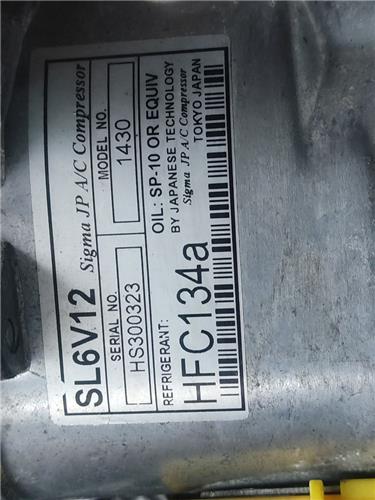 SL6V12 Sigma JP A/C Compressor
SERIAL NO. MODEL NO.
HS300323 1430
REFRIGERANT: OIL: SP-10 OR EQUIV
HFC134a BY JAPANESE TECHNOLOGY
Sigma JP A/C Compressor
TOKYO JAPAN